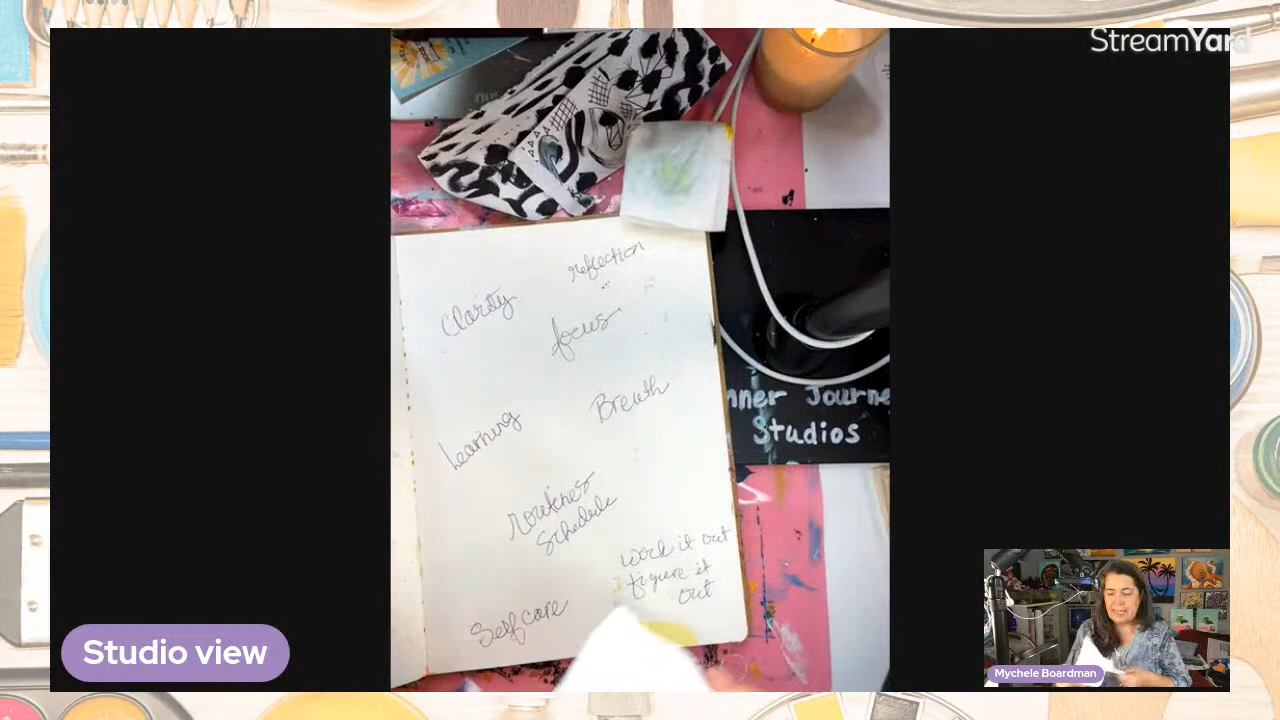 StreamYard
reflection
Clarity
focus
Breath
Learning
Routines
Schedule
work it out
figure it
out
Self care
nner Journe
Studios
Studio view
Mychele Boardman